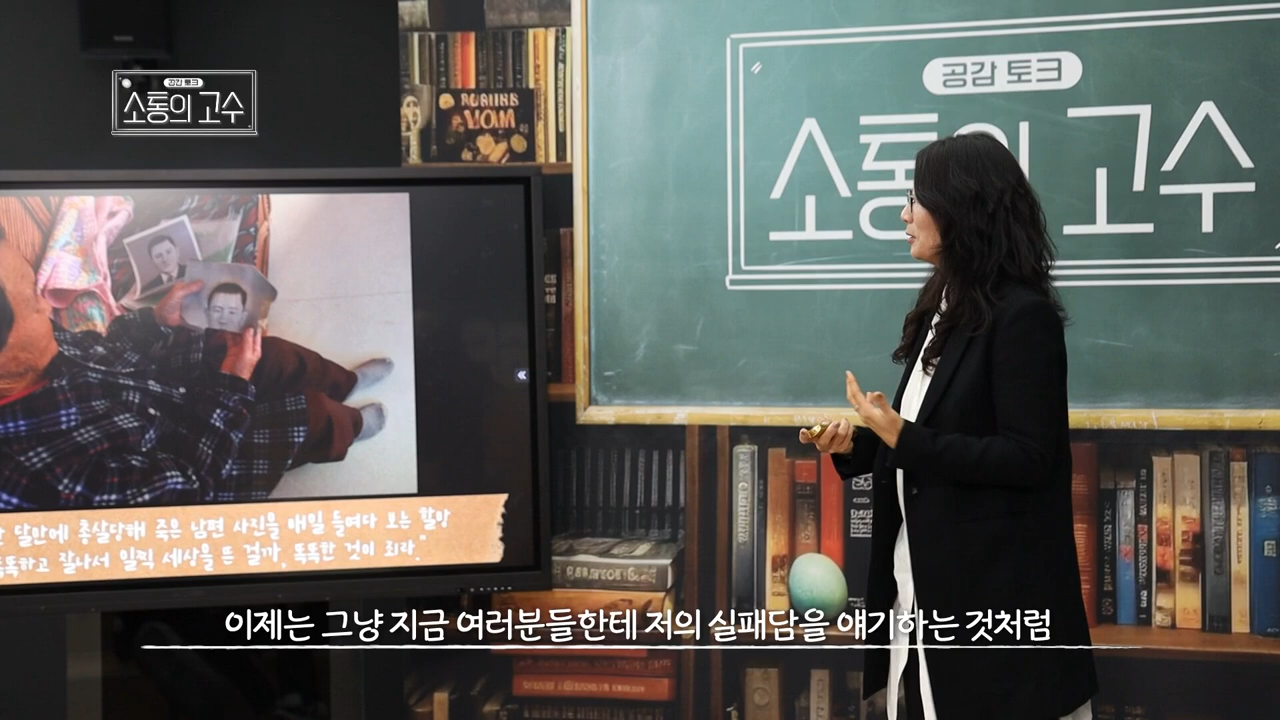 공감 토크
소통의 고수
공감 토크
소통의 고수
달만에 총살당해 죽은 남편 사진을 매일 들여다 보는 할망
똑똑하고 잘나서 일찍 세상을 뜬 걸까, 똑똑한 것이 죄라."
이제는 그냥 지금 여러분들한테 저의 실패담을 얘기하는 것처럼